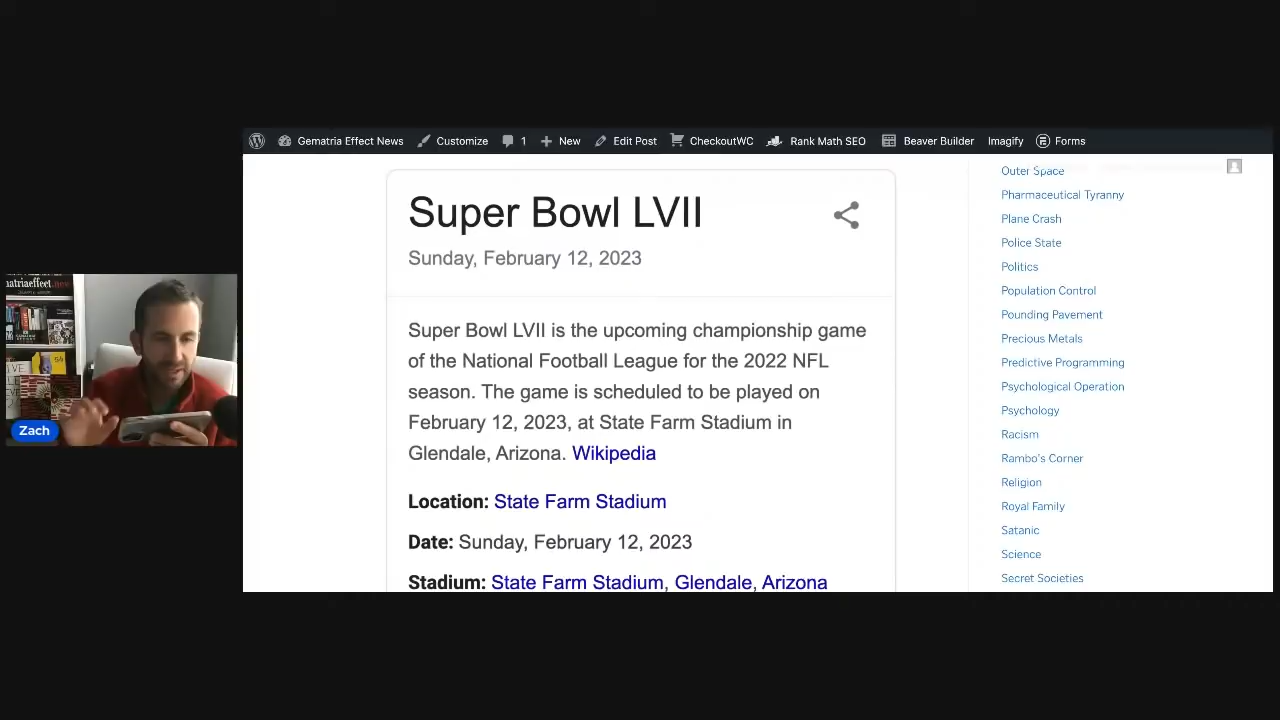 Gematria Effect News Customize 1 New Edit Post CheckoutWC Rank Math SEO Beaver Builder Imagify Forms
Super Bowl LVII
Sunday, February 12, 2023
Super Bowl LVII is the upcoming championship game
of the National Football League for the 2022 NFL
season. The game is scheduled to be played on
February 12, 2023, at State Farm Stadium in
Glendale, Arizona. Wikipedia
Location: State Farm Stadium
Date: Sunday, February 12, 2023
Stadium: State Farm Stadium, Glendale, Arizona
Outer Space
Pharmaceutical Tyranny
Plane Crash
Police State
Politics
Population Control
Pounding Pavement
Precious Metals
Predictive Programming
Psychological Operation
Psychology
Racism
Rambo's Corner
Religion
Royal Family
Satanic
Science
Secret Societies
Zach